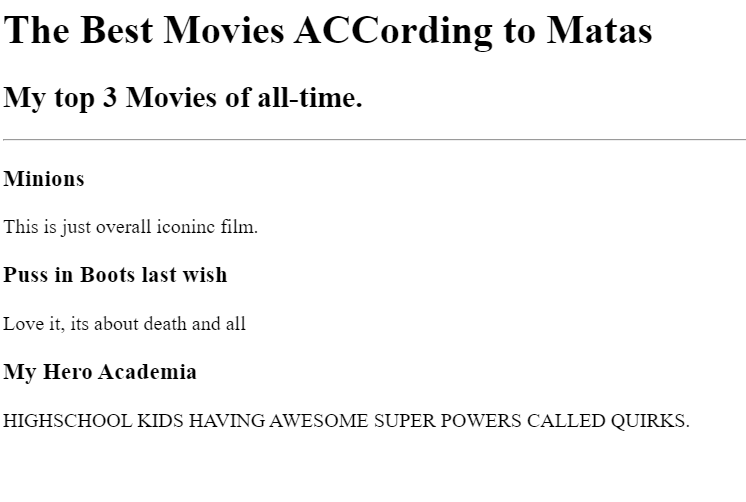 The Best Movies ACCording to Matas
My top 3 Movies of all-time.
Minions
This is just overall iconinc film.
Puss in Boots last wish
Love it, its about death and all
My Hero Academia
HIGHSCHOOL KIDS HAVING AWESOME SUPER POWERS CALLED QUIRKS.